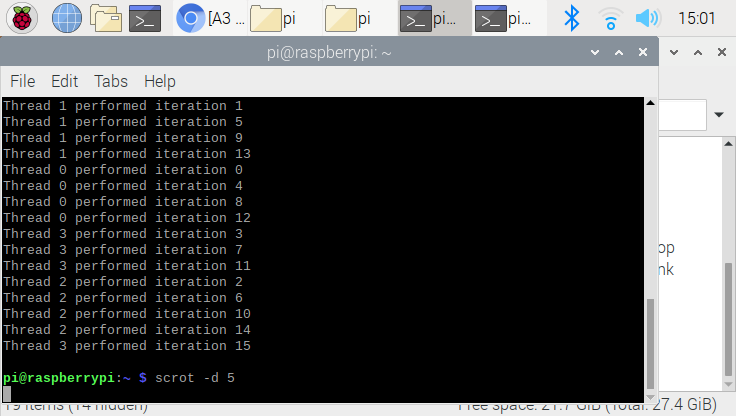 [A3 ...
pi
pi
pi...
pi...
15:01
pi@raspberrypi: ~
File Edit Tabs Help
Thread 1 performed iteration 1
Thread 1 performed iteration 5
Thread 1 performed iteration 9
Thread 1 performed iteration 13
Thread 0 performed iteration 0
Thread 0 performed iteration 4
Thread 0 performed iteration 8
Thread 0 performed iteration 12
Thread 3 performed iteration 3
Thread 3 performed iteration 7
Thread 3 performed iteration 11
Thread 2 performed iteration 2
Thread 2 performed iteration 6
Thread 2 performed iteration 10
Thread 2 performed iteration 14
Thread 3 performed iteration 15
pi@raspberrypi:~ $ scrot -d 5
op
nk
19 items (14 hidden)
Free space: 21.7 GiB (Total: 27.4 GiB)